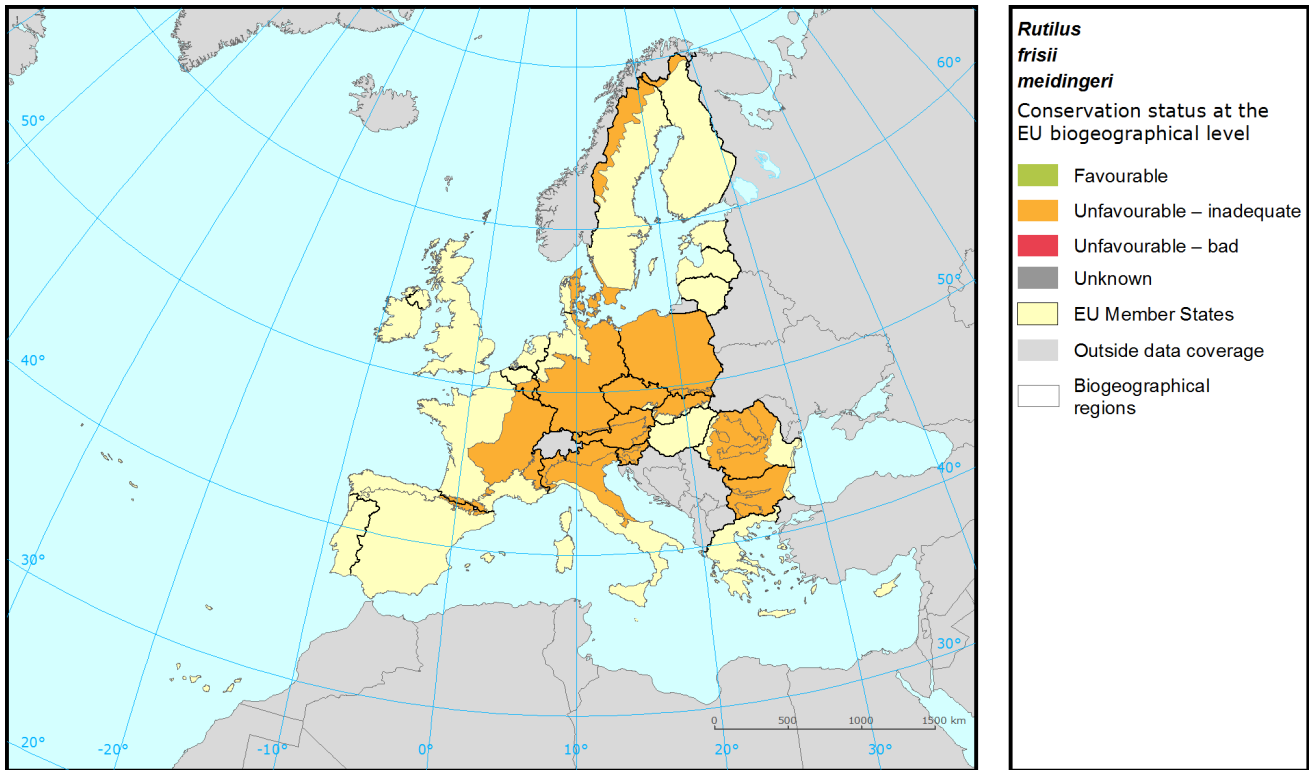 Rutilus
frisii
meidingeri
Conservation status at the
EU biogeographical level
Favourable
Unfavourable – inadequate
Unfavourable – bad
Unknown
EU Member States
Outside data coverage
Biogeographical
regions
60°
50°
50°
40°
40°
30°
30°
20°
-20°
-10°
0°
10°
20°
30°
0 500 1000 1500 km